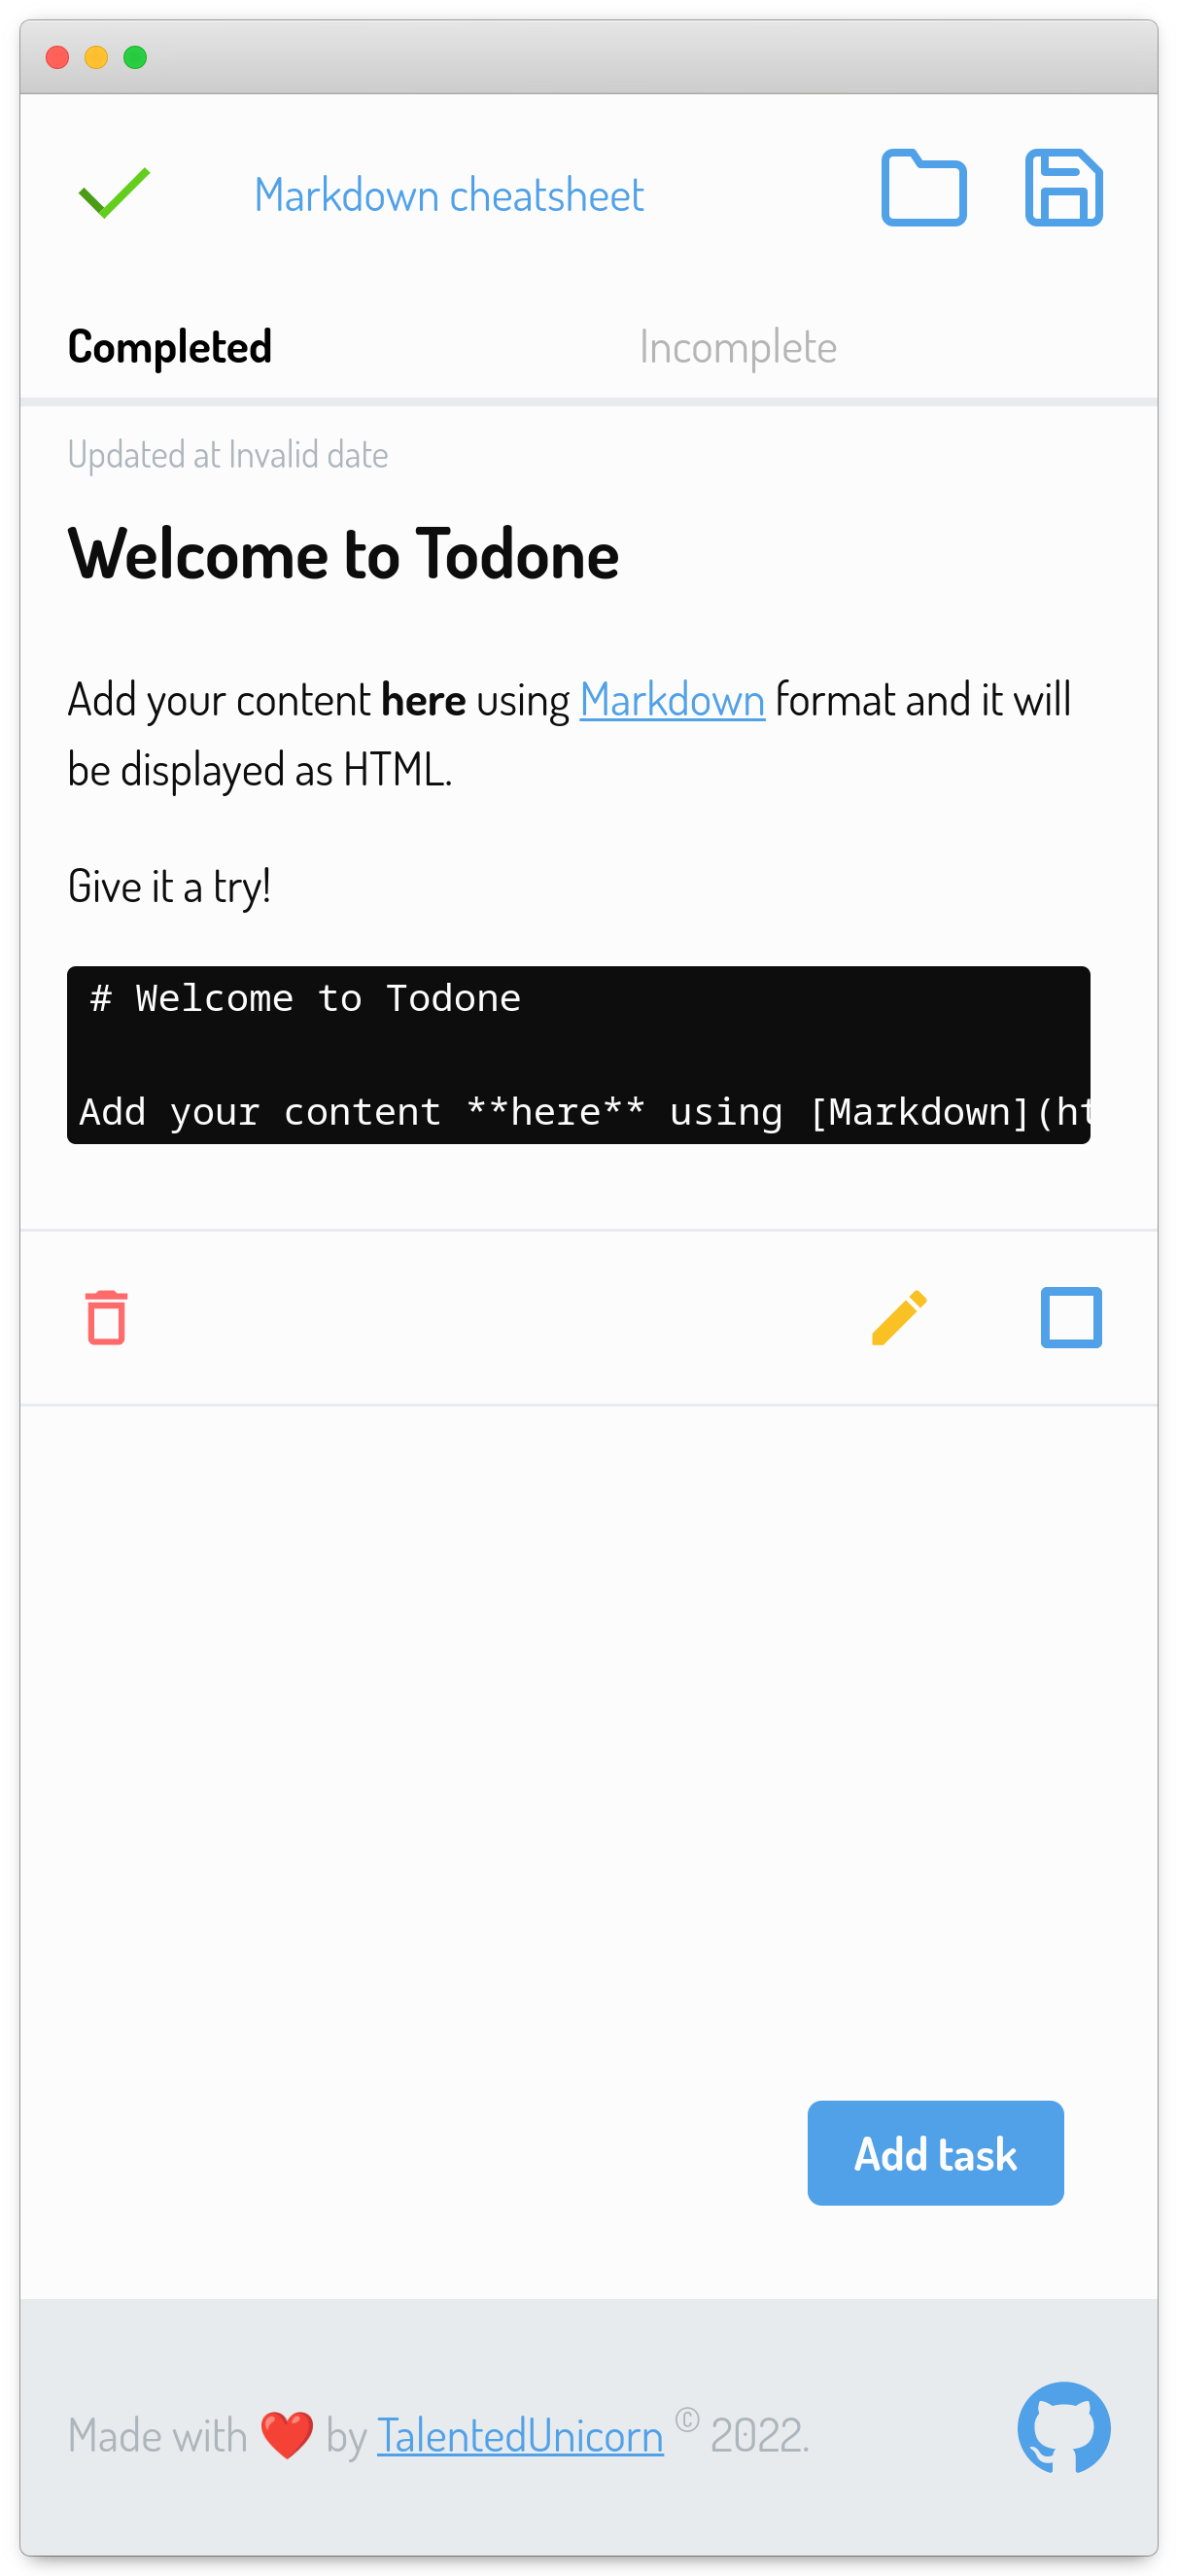 Markdown cheatsheet
Completed
Incomplete
Updated at Invalid date
Welcome to Todone
Add your content here using Markdown format and it will
be displayed as HTML.
Give it a try!
# Welcome to Todone
Add your content **here** using [Markdown](ht
Add task
Made with ❤️ by TalentedUnicorn © 2022.